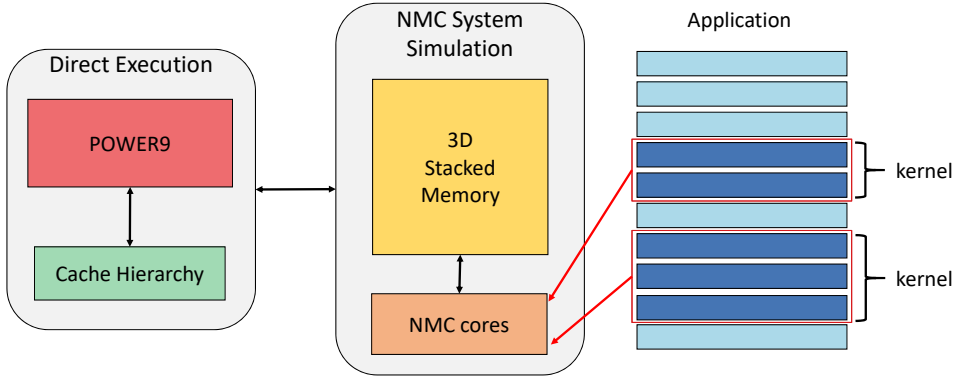 Direct Execution
POWER9
Cache Hierarchy
NMC System
Simulation
3D
Stacked
Memory
NMC cores
Application
kernel
kernel